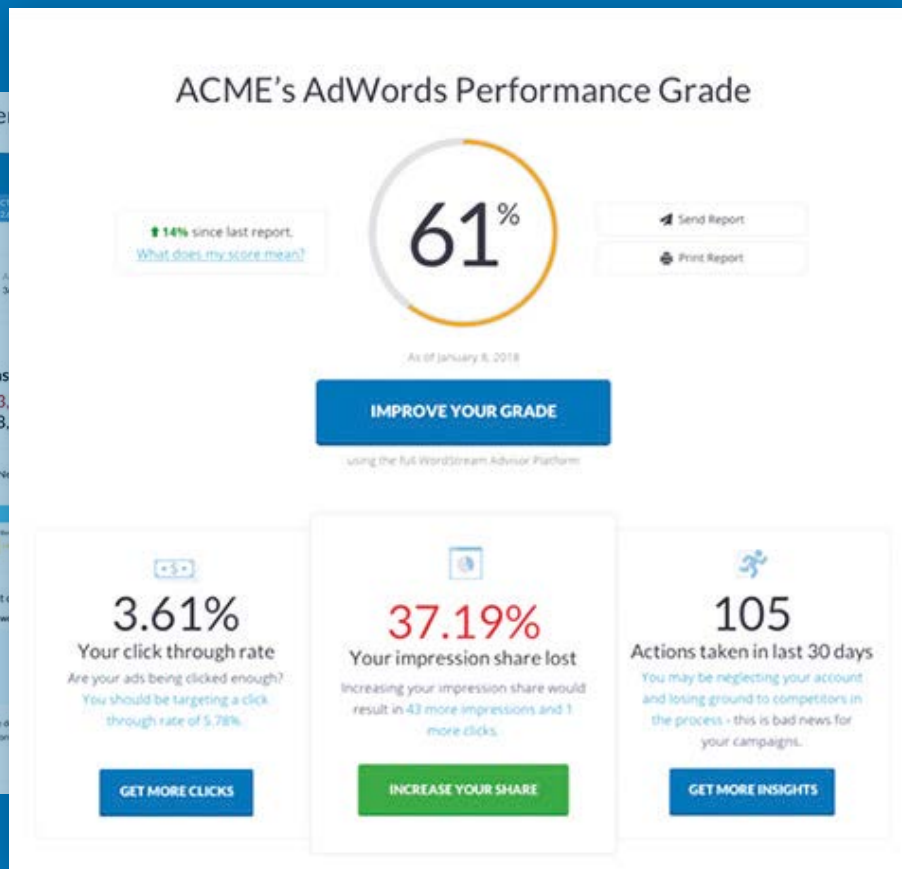 ACME's AdWords Performance Grade
61%
⬆ 14% since last report.
What does my score mean?
Send Report
Print Report
As of January 8, 2018
IMPROVE YOUR GRADE
using the full WordStream Advisor Platform
3.61%
Your click through rate
Are your ads being clicked enough?
You should be targeting a click
through rate of 5.78%.
GET MORE CLICKS
37.19%
Your impression share lost
Increasing your impression share would
result in 43 more impressions and 1
more clicks.
INCREASE YOUR SHARE
105
Actions taken in last 30 days
You may be neglecting your account
and losing ground to competitors in
the process - this is bad news for
your campaigns.
GET MORE INSIGHTS